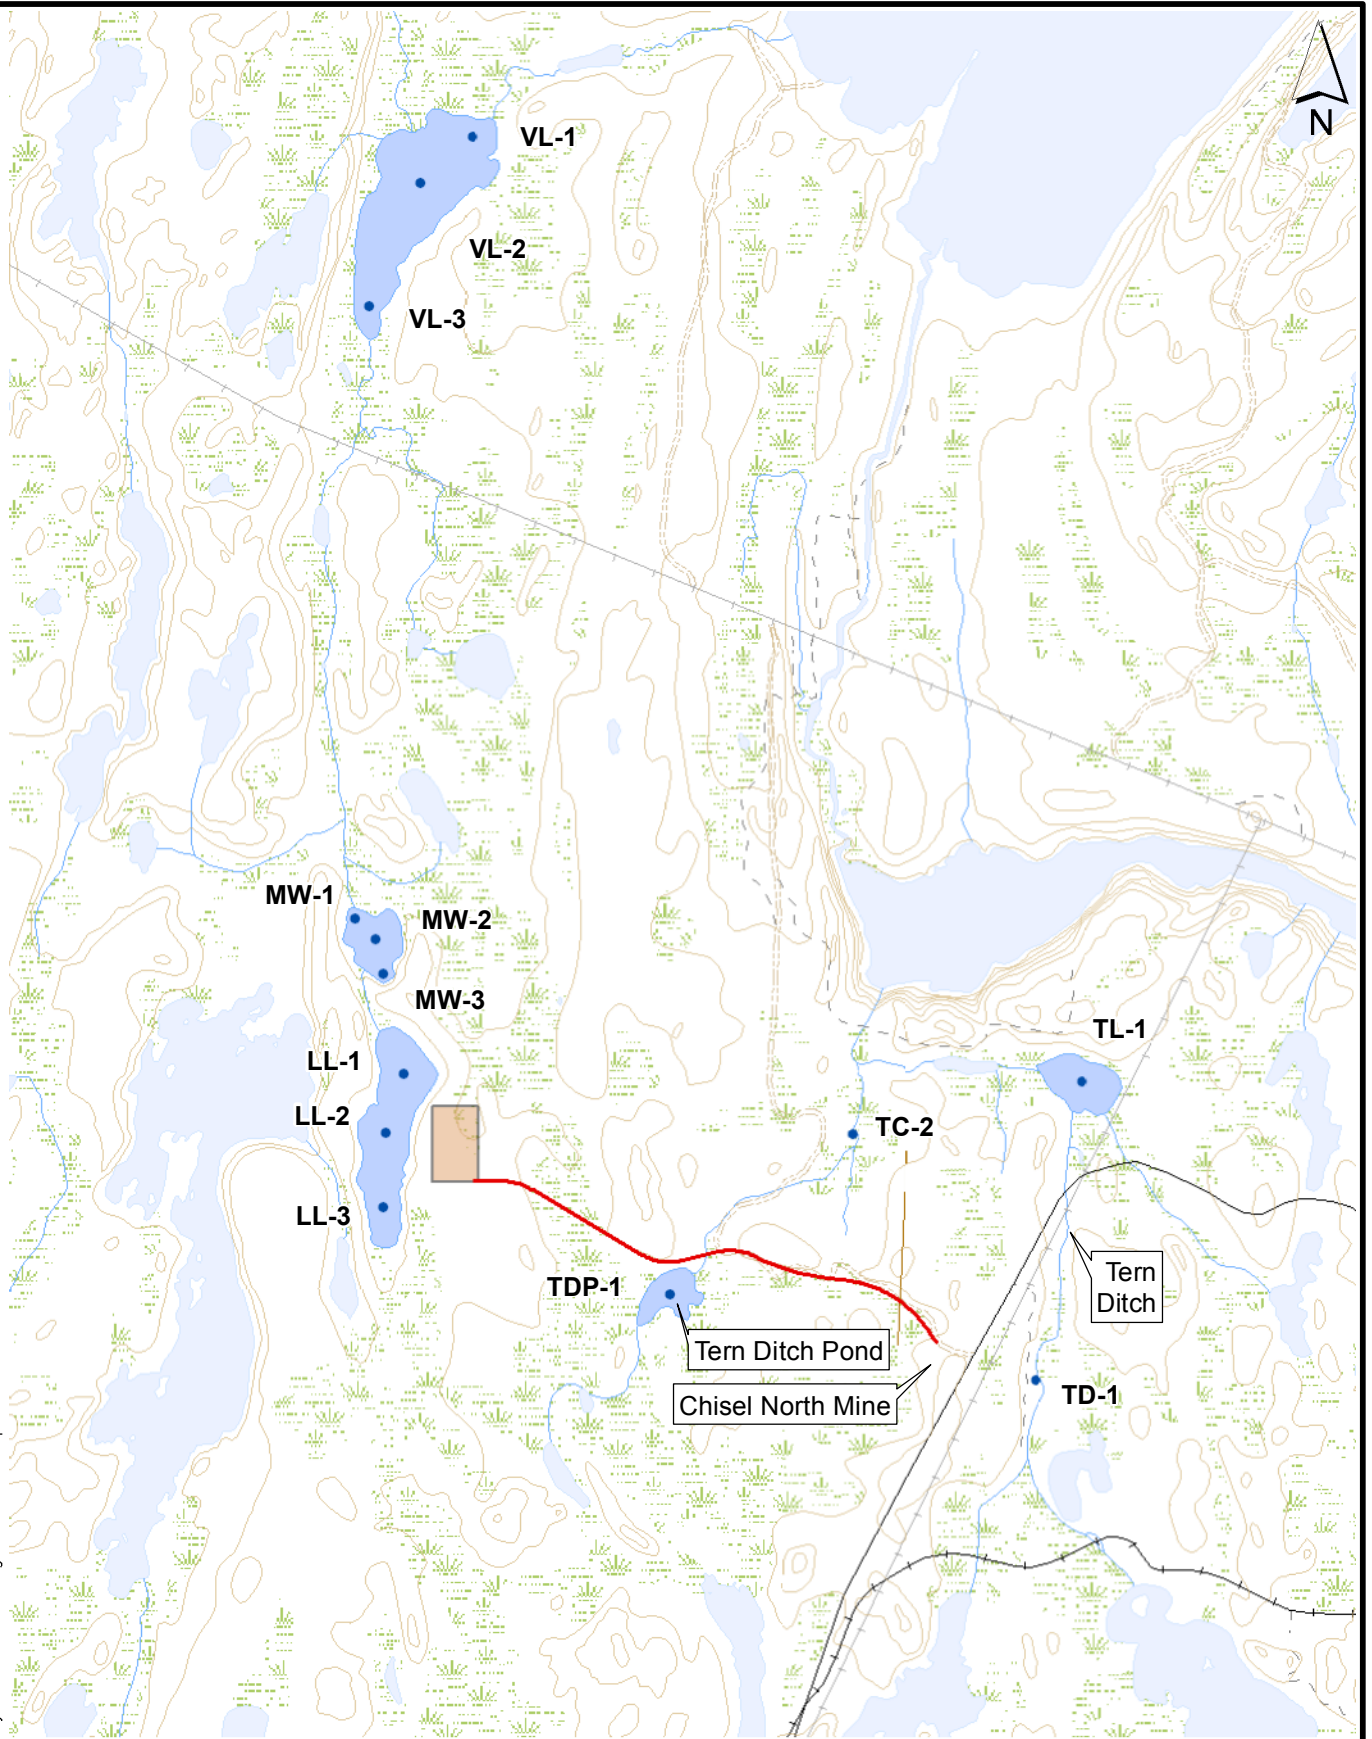 N
VL-1
VL-2
VL-3
MW-1
MW-2
MW-3
TL-1
LL-1
LL-2
TC-2
LL-3
TDP-1
Tern
Ditch
Tern Ditch Pond
Chisel North Mine
TD-1